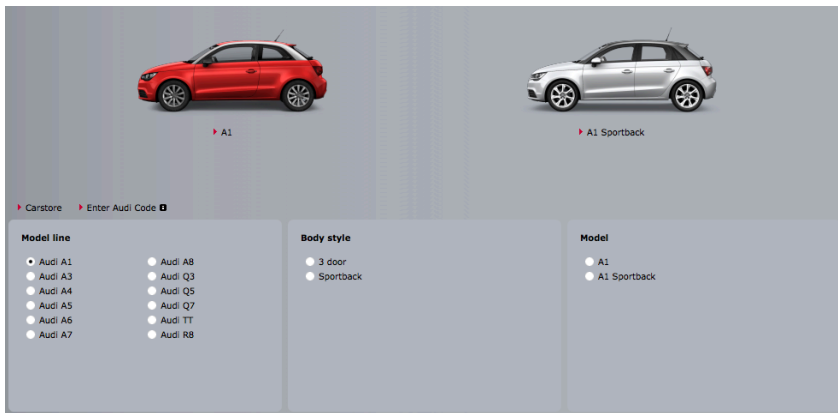 A1
A1 Sportback
Carstore
Enter Audi Code i
Model line
Audi A1
Audi A3
Audi A4
Audi A5
Audi A6
Audi A7
Audi A8
Audi Q3
Audi Q5
Audi Q7
Audi TT
Audi R8
Body style
3 door
Sportback
Model
A1
A1 Sportback